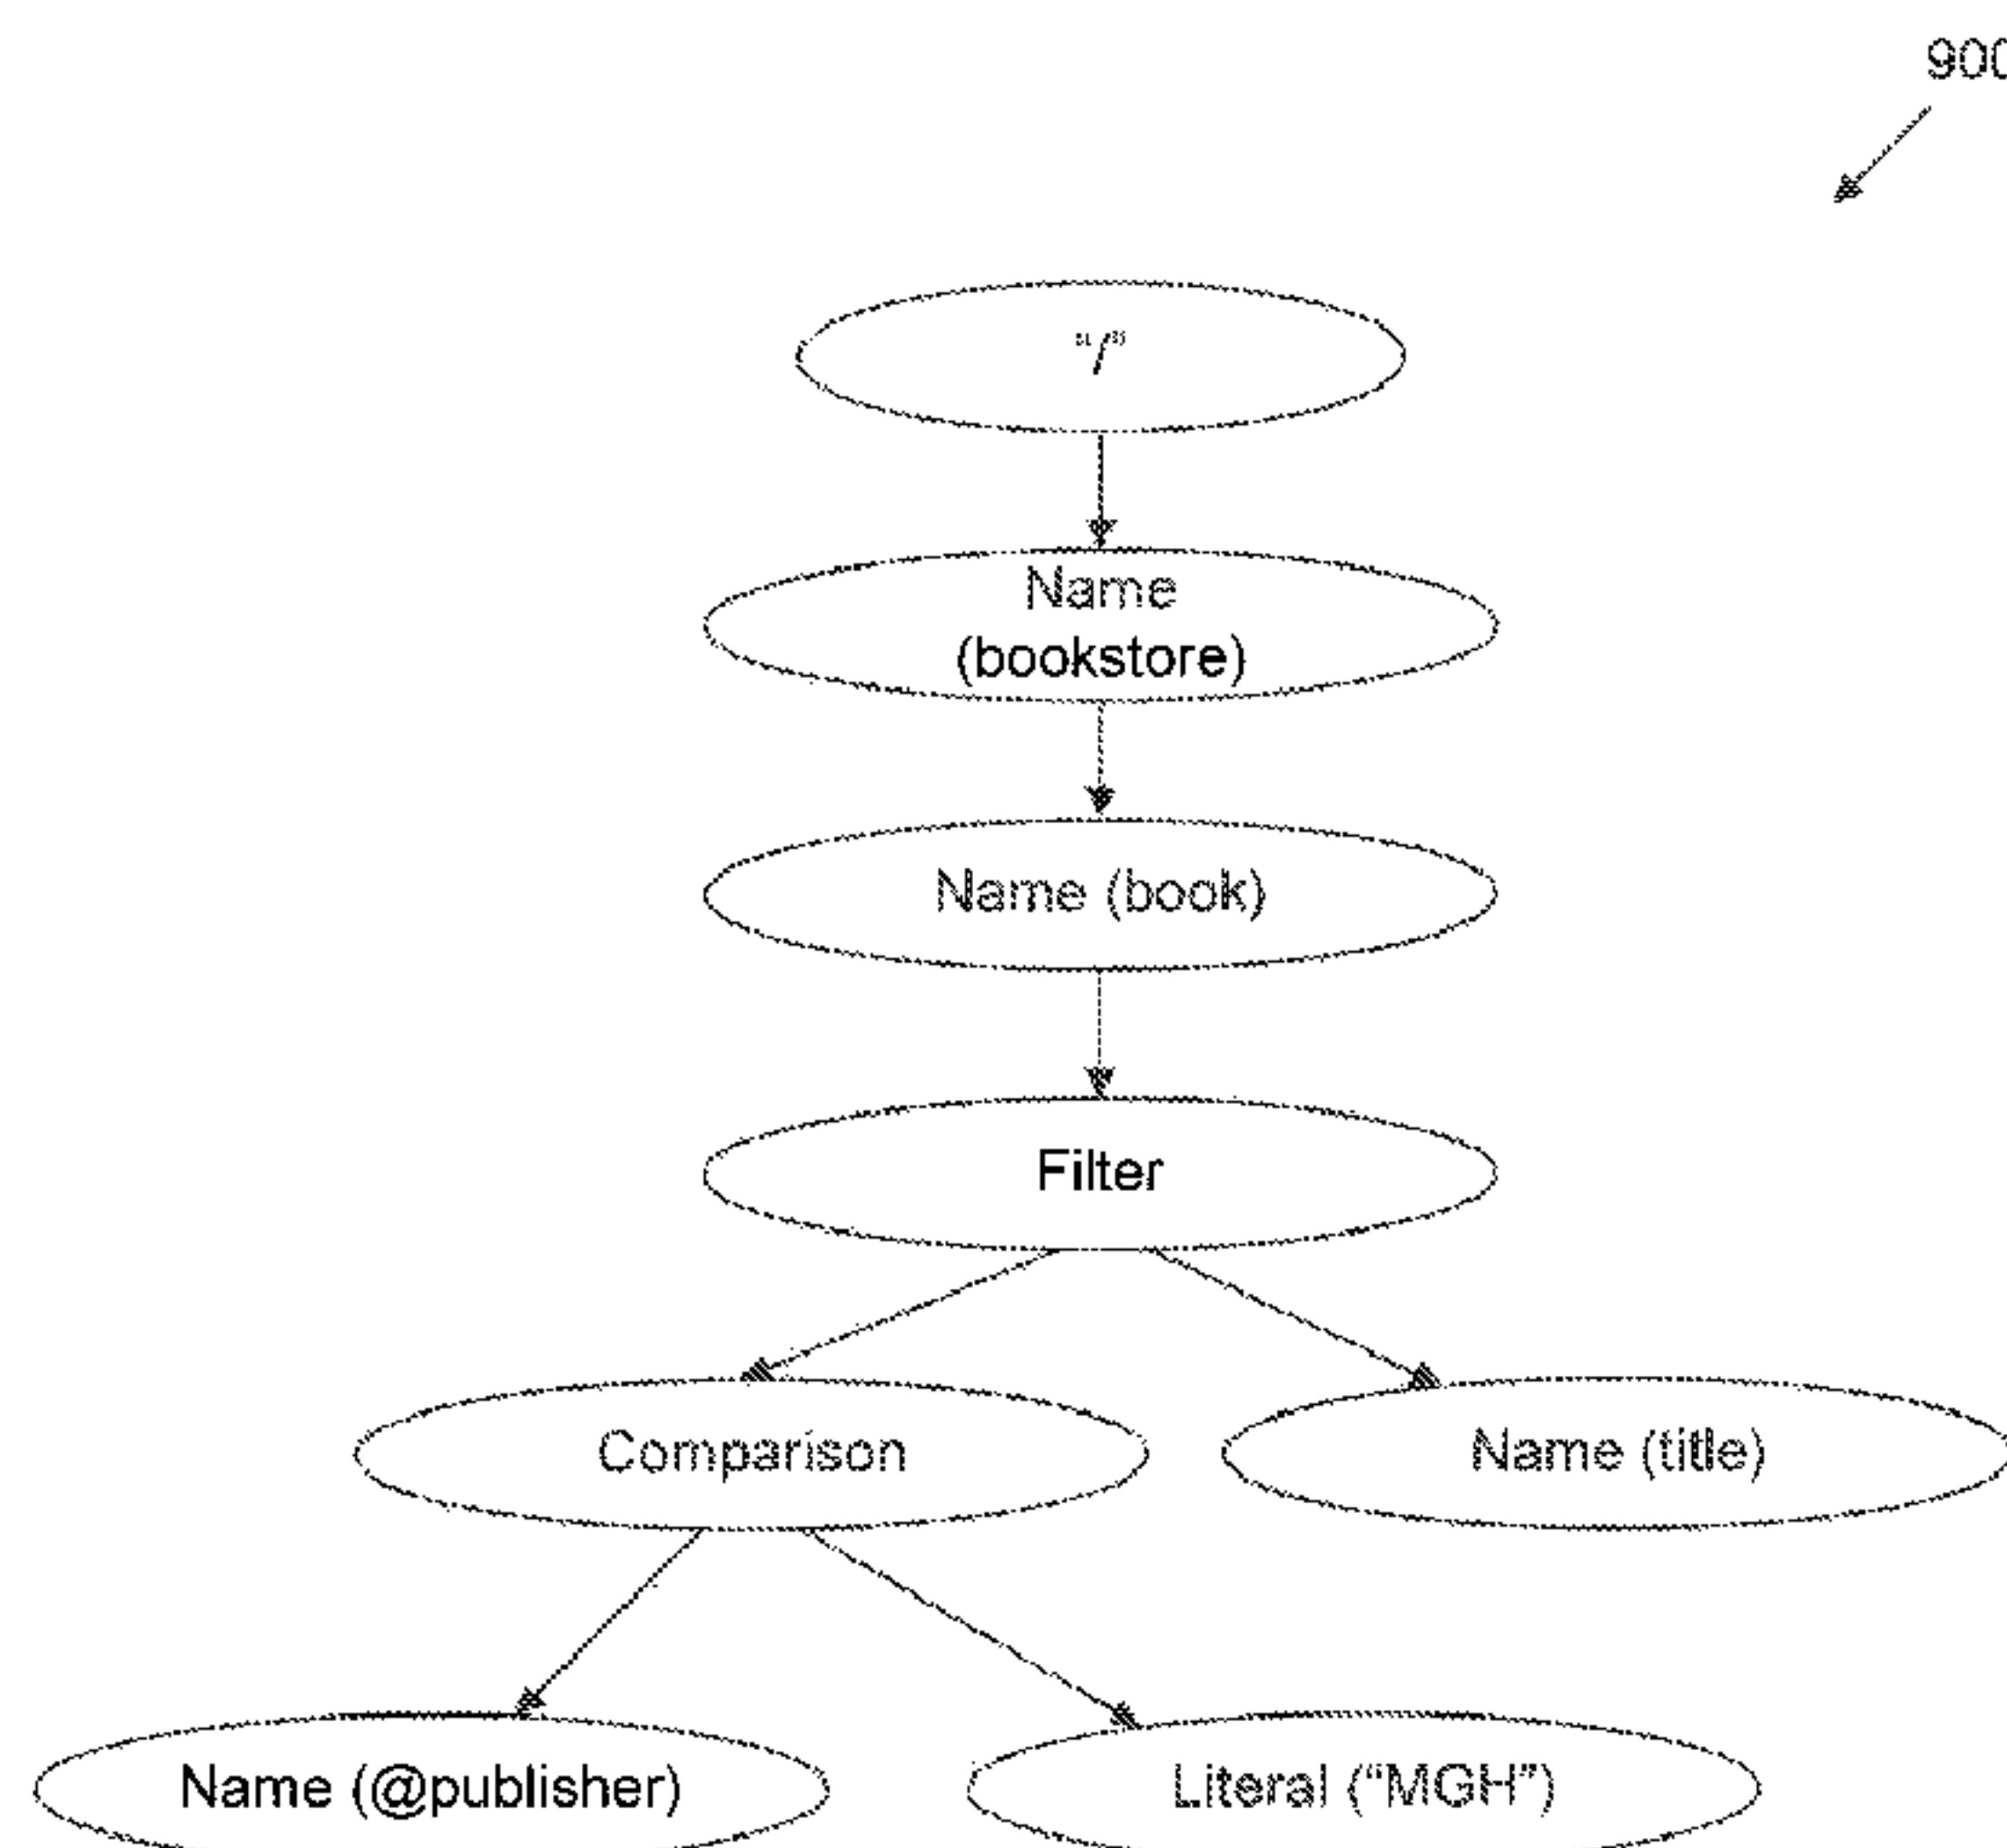 900
“/”
Name
(bookstore)
Name (book)
Filter
Comparison
Name (title)
Name (@publisher)
Literal (“MGH”)